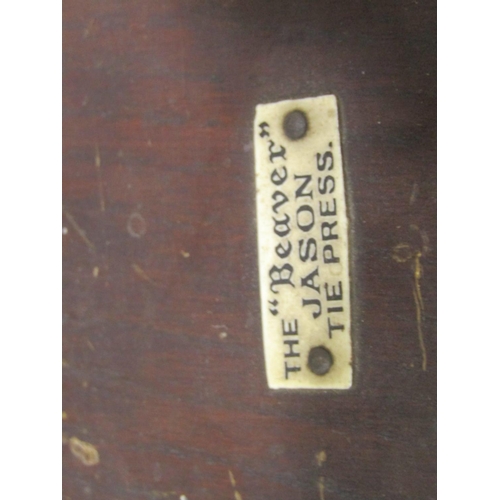 THE "Beaver"
JASON
TIE PRESS.